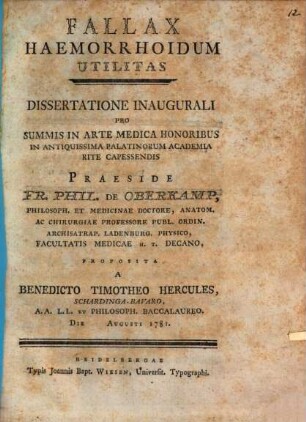 12.
FALLAX
HAEMORRHOIDUM
UTILITAS
DISSERTATIONE INAUGURALI
PRO
SUMMIS IN ARTE MEDICA HONORIBUS
IN ANTIQUISSIMA PALATINORUM ACADEMIA
RITE CAPESSENDIS
PRAESIDE
FR. PHIL. DE OBERKAMP,
PHILOSOPH. ET MEDICINAE DOCTORE, ANATOM.
AC CHIRURGIAE PROFESSORE PUBL. ORDIN.
ARCHISATRAP. LADENBURG. PHYSICO,
FACULTATIS MEDICAE H. T. DECANO,
PROPOSITA
A
BENEDICTO TIMOTHEO HERCULES,
SCHARDINGA-BAVARO,
A. A. L. L. ET PHILOSOPH. BACCALAUREO.
DIE AUGUSTI 1781.
HEIDELBERGAE
Typis Joannis Bapt. WIESEN, Universit. Typographi.